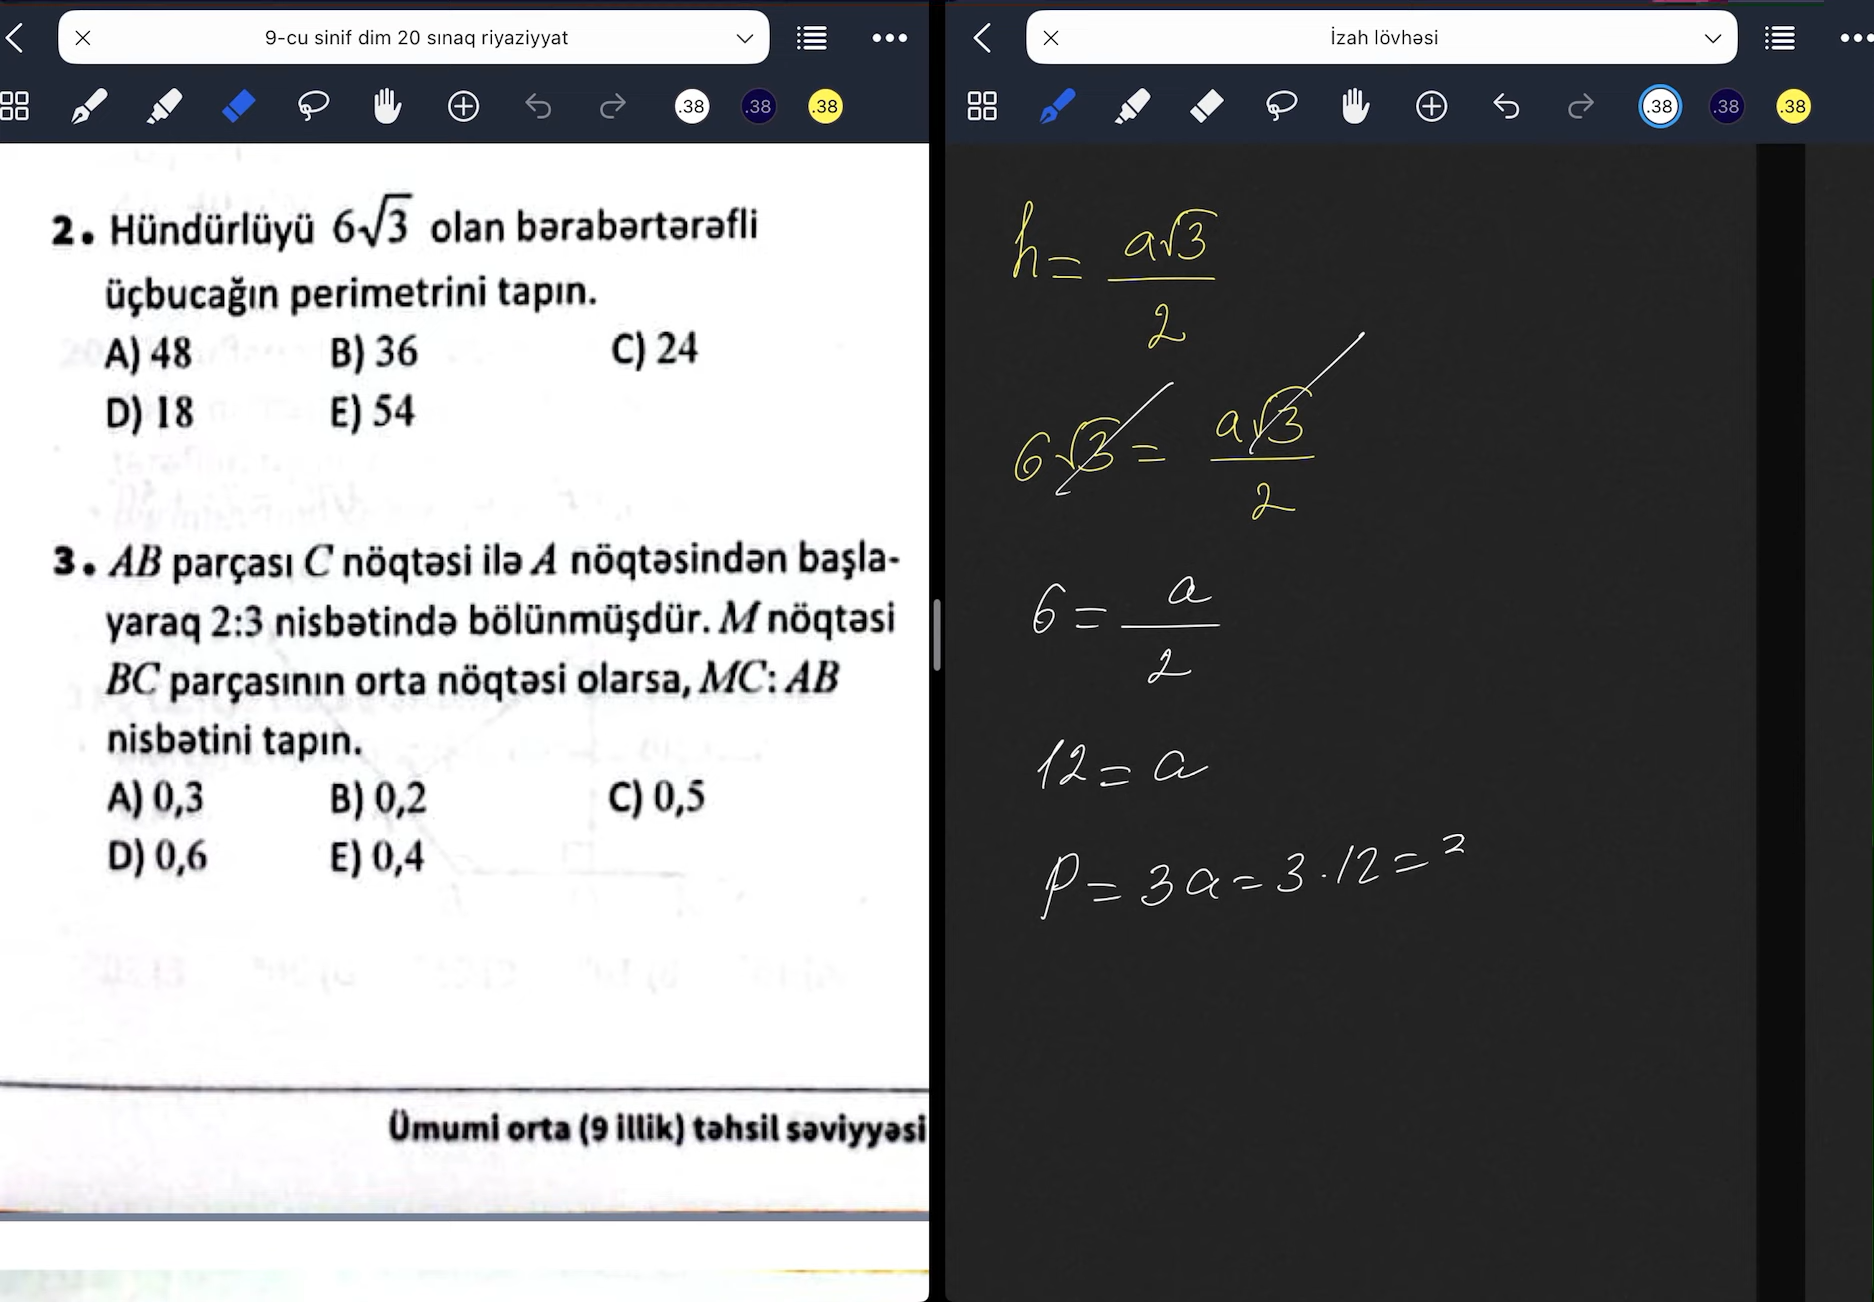 9-cu sinif dim 20 sınaq riyaziyyat
.38 .38 .38
2. Hündürlüyü 6√3 olan bərabərtərəfli
üçbucağın perimetrini tapın.
A) 48 B) 36 C) 24
D) 18 E) 54
3. AB parçası C nöqtəsi ilə A nöqtəsindən başla-
yaraq 2:3 nisbətində bölünmüşdür. M nöqtəsi
BC parçasının orta nöqtəsi olarsa, MC: AB
nisbətini tapın.
A) 0,3 B) 0,2 C) 0,5
D) 0,6 E) 0,4
Ümumi orta (9 illik) təhsil səviyyəsi
İzah lövhəsi
.38 .38 .38
h = a√3 / 2
6√3 = a√3 / 2
6 = a / 2
12 = a
P = 3a = 3 · 12 =